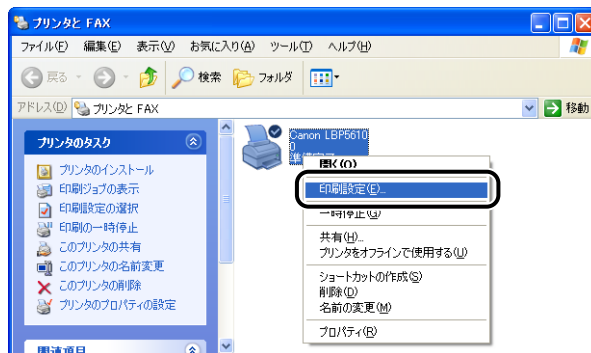 プリンタと FAX
ファイル(F) 編集(E) 表示(V) お気に入り(A) ツール(T) ヘルプ(H)
戻る 検索 フォルダ
アドレス(D) プリンタと FAX 移動
プリンタのタスク
プリンタのインストール
印刷ジョブの表示
印刷設定の選択
印刷の一時停止
このプリンタの共有
このプリンタの名前変更
このプリンタの削除
プリンタのプロパティの設定
関連項目
Canon LBP5610
0
準備完了
開く(O)
印刷設定(E)...
一時停止(G)
共有(H)...
プリンタをオフラインで使用する(U)
ショートカットの作成(S)
削除(D)
名前の変更(M)
プロパティ(R)